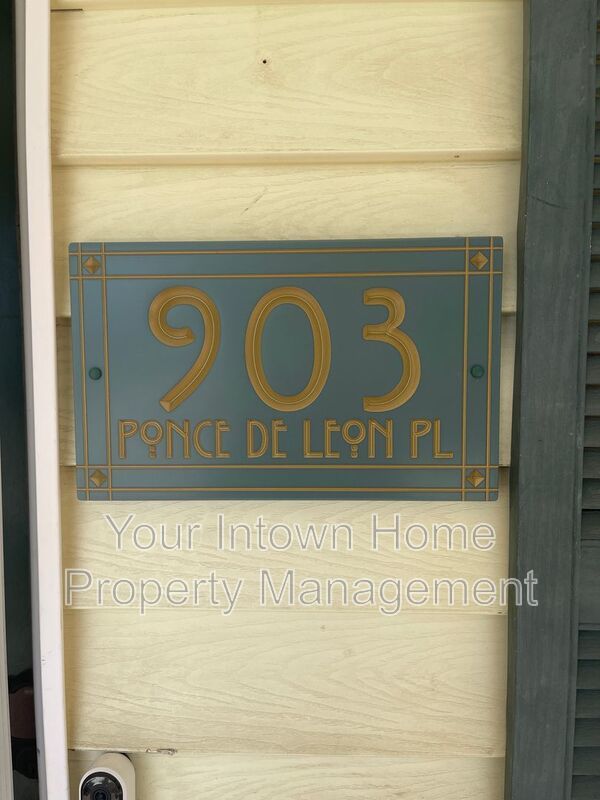 903
PONCE DE LEON PL
Your Intown Home
Property Management